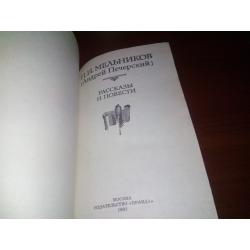 П.И. МЕЛЬНИКОВ
(Андрей Печерский)
РАССКАЗЫ
И ПОВЕСТИ
МОСКВА
ИЗДАТЕЛЬСТВО «ПРАВДА»